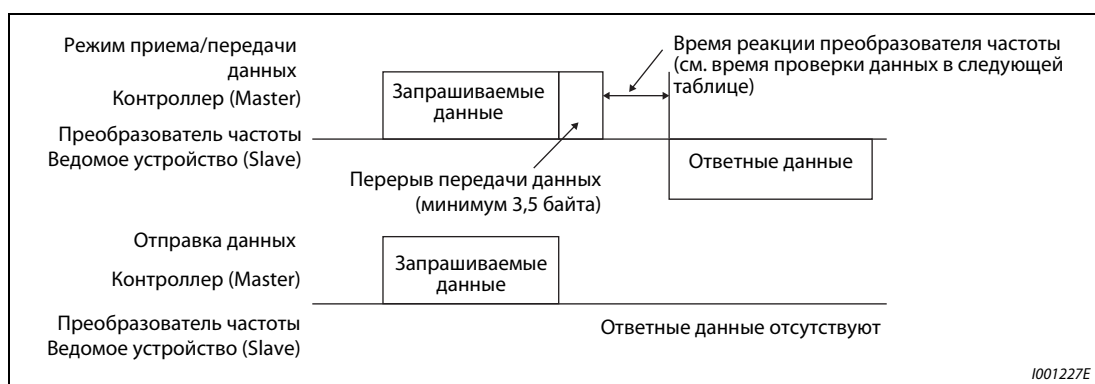 Режим приема/передачи
данных
Контроллер (Master)
Преобразователь частоты
Ведомое устройство (Slave)
Запрашиваемые
данные
Время реакции преобразователя частоты
(см. время проверки данных в следующей
таблице)
Ответные данные
Перерыв передачи данных
(минимум 3,5 байта)
Отправка данных
Контроллер (Master)
Запрашиваемые
данные
Преобразователь частоты
Ведомое устройство (Slave)
Ответные данные отсутствуют
I001227E